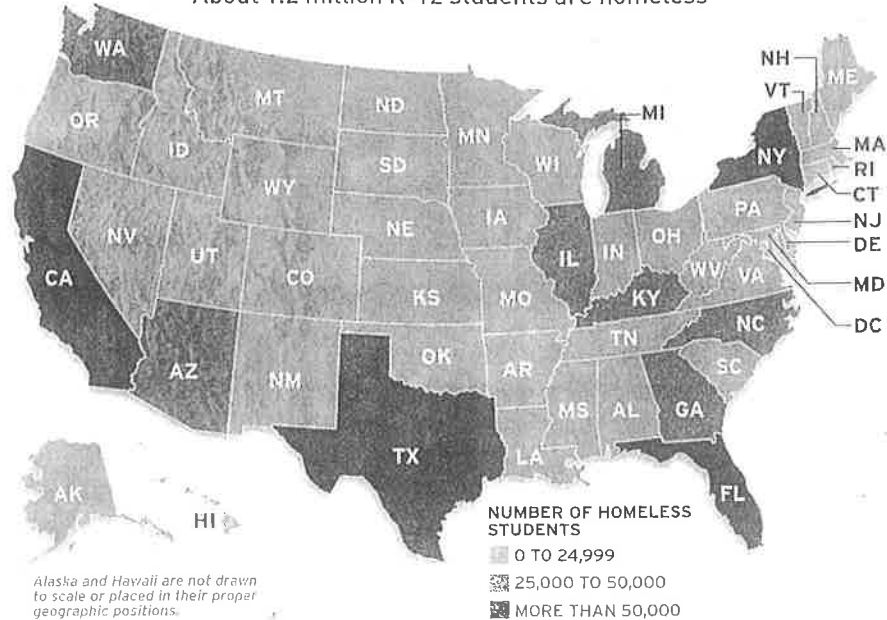 About 1.2 million K-12 students are homeless
WA
NH
ME
VT
MT
ND
MI
OR
MN
ID
SD
WI
NY
MA
RI
WY
CT
IA
PA
NJ
NE
NV
OH
DE
IL
IN
UT
WV
CA
CO
VA
MD
KS
MO
KY
DC
NC
TN
OK
AZ
NM
AR
SC
MS
AL
GA
TX
LA
AK
FL
HI
NUMBER OF HOMELESS
STUDENTS
0 TO 24,999
25,000 TO 50,000
MORE THAN 50,000
Alaska and Hawaii are not drawn
to scale or placed in their proper
geographic positions.